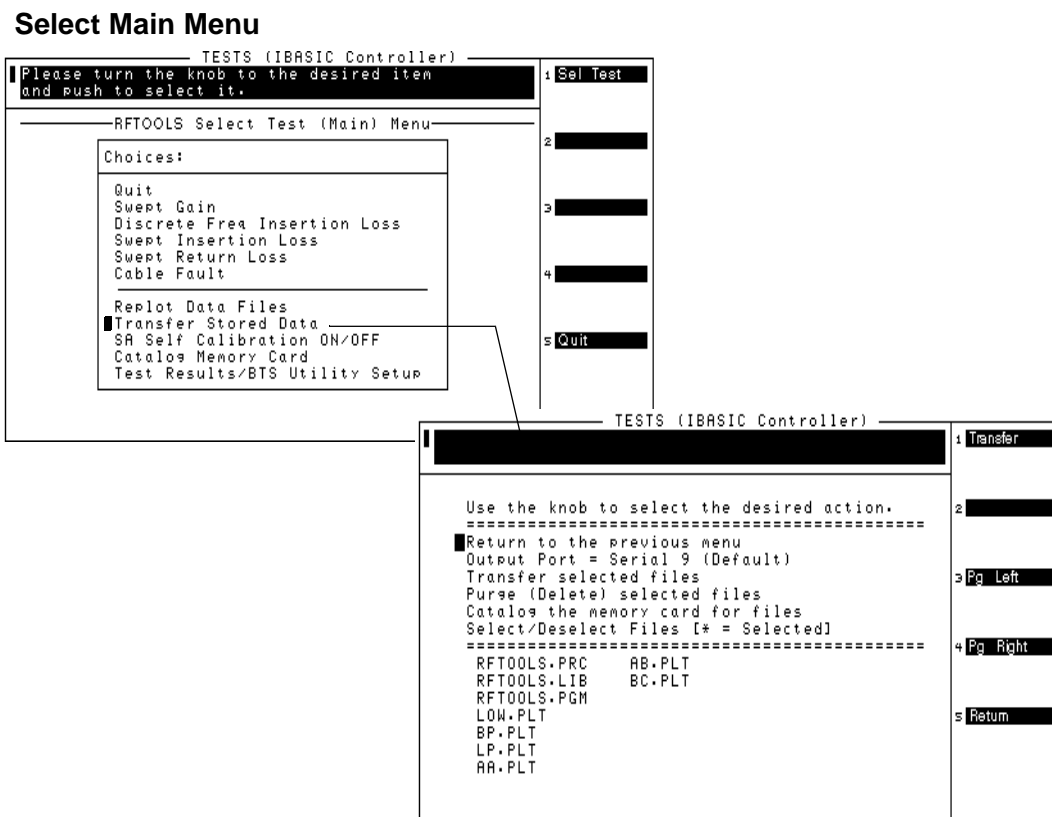 Select Main Menu
TESTS (IBASIC Controller)
Please turn the knob to the desired item
and push to select it.
1 Sel Test
RFTOOLS Select Test (Main) Menu
2
Choices:
Quit
Swept Gain
3
Discrete Freq Insertion Loss
Swept Insertion Loss
Swept Return Loss
Cable Fault
4
Replot Data Files
Transfer Stored Data
SA Self Calibration ON/OFF
5 Quit
Catalog Memory Card
Test Results/BTS Utility Setup
TESTS (IBASIC Controller)
1 Transfer
Use the knob to select the desired action.
2
==============================================
Return to the previous menu
Output Port = Serial 9 (Default)
Transfer selected files
3 Pg Left
Purge (Delete) selected files
Catalog the memory card for files
Select/Deselect Files [* = Selected]
==============================================
4 Pg Right
RFTOOLS.PRC AB.PLT
RFTOOLS.LIB BC.PLT
RFTOOLS.PGM
LOW.PLT
5 Return
BP.PLT
LP.PLT
AA.PLT